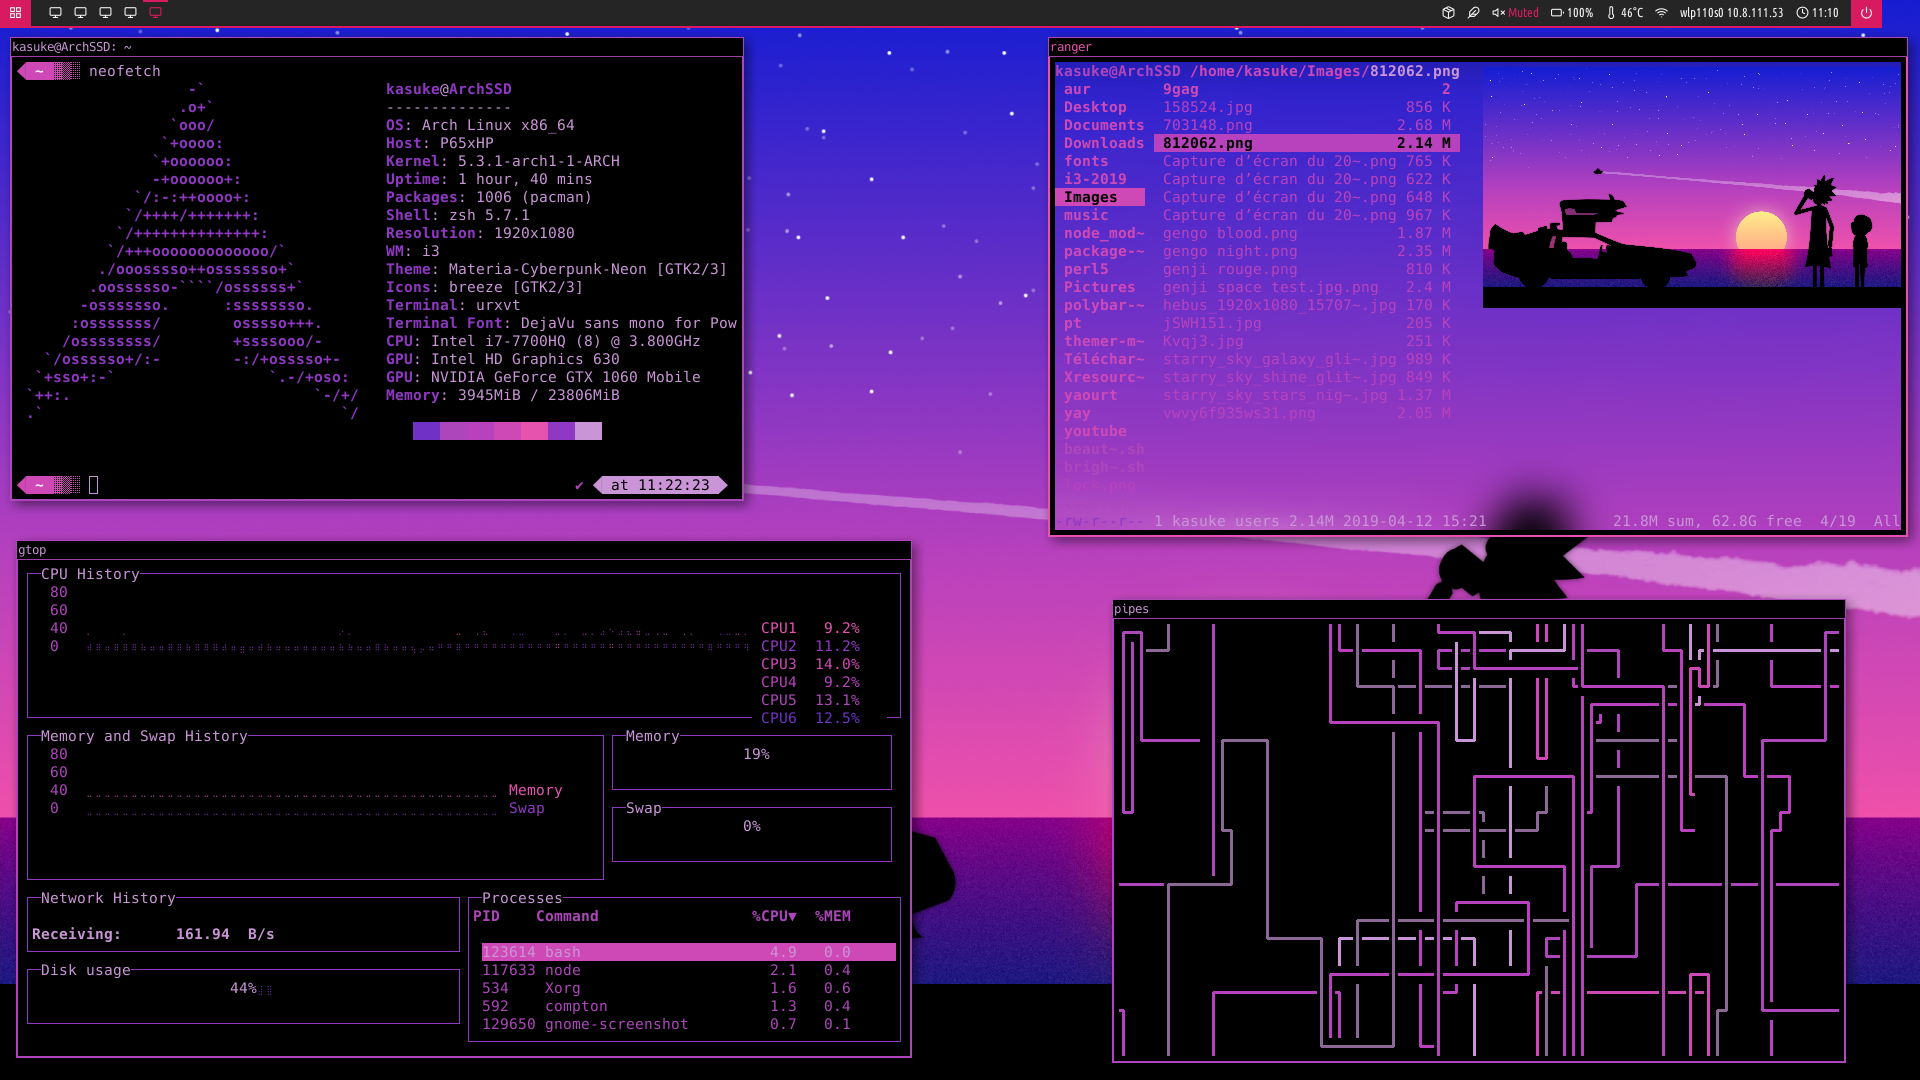 Muted 100% 46°C wlp110s0 10.8.111.53 11:10
kasuke@ArchSSD: ~
~ neofetch
kasuke@ArchSSD
--------------
OS: Arch Linux x86_64
Host: P65xHP
Kernel: 5.3.1-arch1-1-ARCH
Uptime: 1 hour, 40 mins
Packages: 1006 (pacman)
Shell: zsh 5.7.1
Resolution: 1920x1080
WM: i3
Theme: Materia-Cyberpunk-Neon [GTK2/3]
Icons: breeze [GTK2/3]
Terminal: urxvt
Terminal Font: DejaVu sans mono for Pow
CPU: Intel i7-7700HQ (8) @ 3.800GHz
GPU: Intel HD Graphics 630
GPU: NVIDIA GeForce GTX 1060 Mobile
Memory: 3945MiB / 23806MiB
~ ✔ at 11:22:23
ranger
kasuke@ArchSSD /home/kasuke/Images/812062.png
aur 9gag 2
Desktop 158524.jpg 856 K
Documents 703148.png 2.68 M
Downloads 812062.png 2.14 M
fonts Capture d’écran du 20~.png 765 K
i3-2019 Capture d’écran du 20~.png 622 K
Images Capture d’écran du 20~.png 648 K
music Capture d’écran du 20~.png 967 K
node_mod~ gengo blood.png 1.87 M
package-~ gengo night.png 2.35 M
perl5 genji rouge.png 810 K
Pictures genji space test.jpg.png 2.4 M
polybar-~ hebus_1920x1080_15707~.jpg 170 K
pt jSWH151.jpg 205 K
themer-m~ Kvqj3.jpg 251 K
Téléchar~ starry_sky_galaxy_gli~.jpg 989 K
Xresourc~ starry_sky_shine_glit~.jpg 849 K
yaourt starry_sky_stars_nig~.jpg 1.37 M
yay vwvy6f935ws31.png 2.05 M
youtube
beaut~.sh
brigh~.sh
lock.png
-rw-r--r-- 1 kasuke users 2.14M 2019-04-12 15:21 21.8M sum, 62.8G free 4/19 All
gtop
CPU History
80
60
40 CPU1 9.2%
0 CPU2 11.2%
CPU3 14.0%
CPU4 9.2%
CPU5 13.1%
CPU6 12.5%
Memory and Swap History
80
60
40 Memory
0 Swap
Memory
19%
Swap
0%
Network History
Receiving: 161.94 B/s
Disk usage
44%
Processes
PID Command %CPU▼ %MEM
123614 bash 4.9 0.0
117633 node 2.1 0.4
534 Xorg 1.6 0.6
592 compton 1.3 0.4
129650 gnome-screenshot 0.7 0.1
pipes